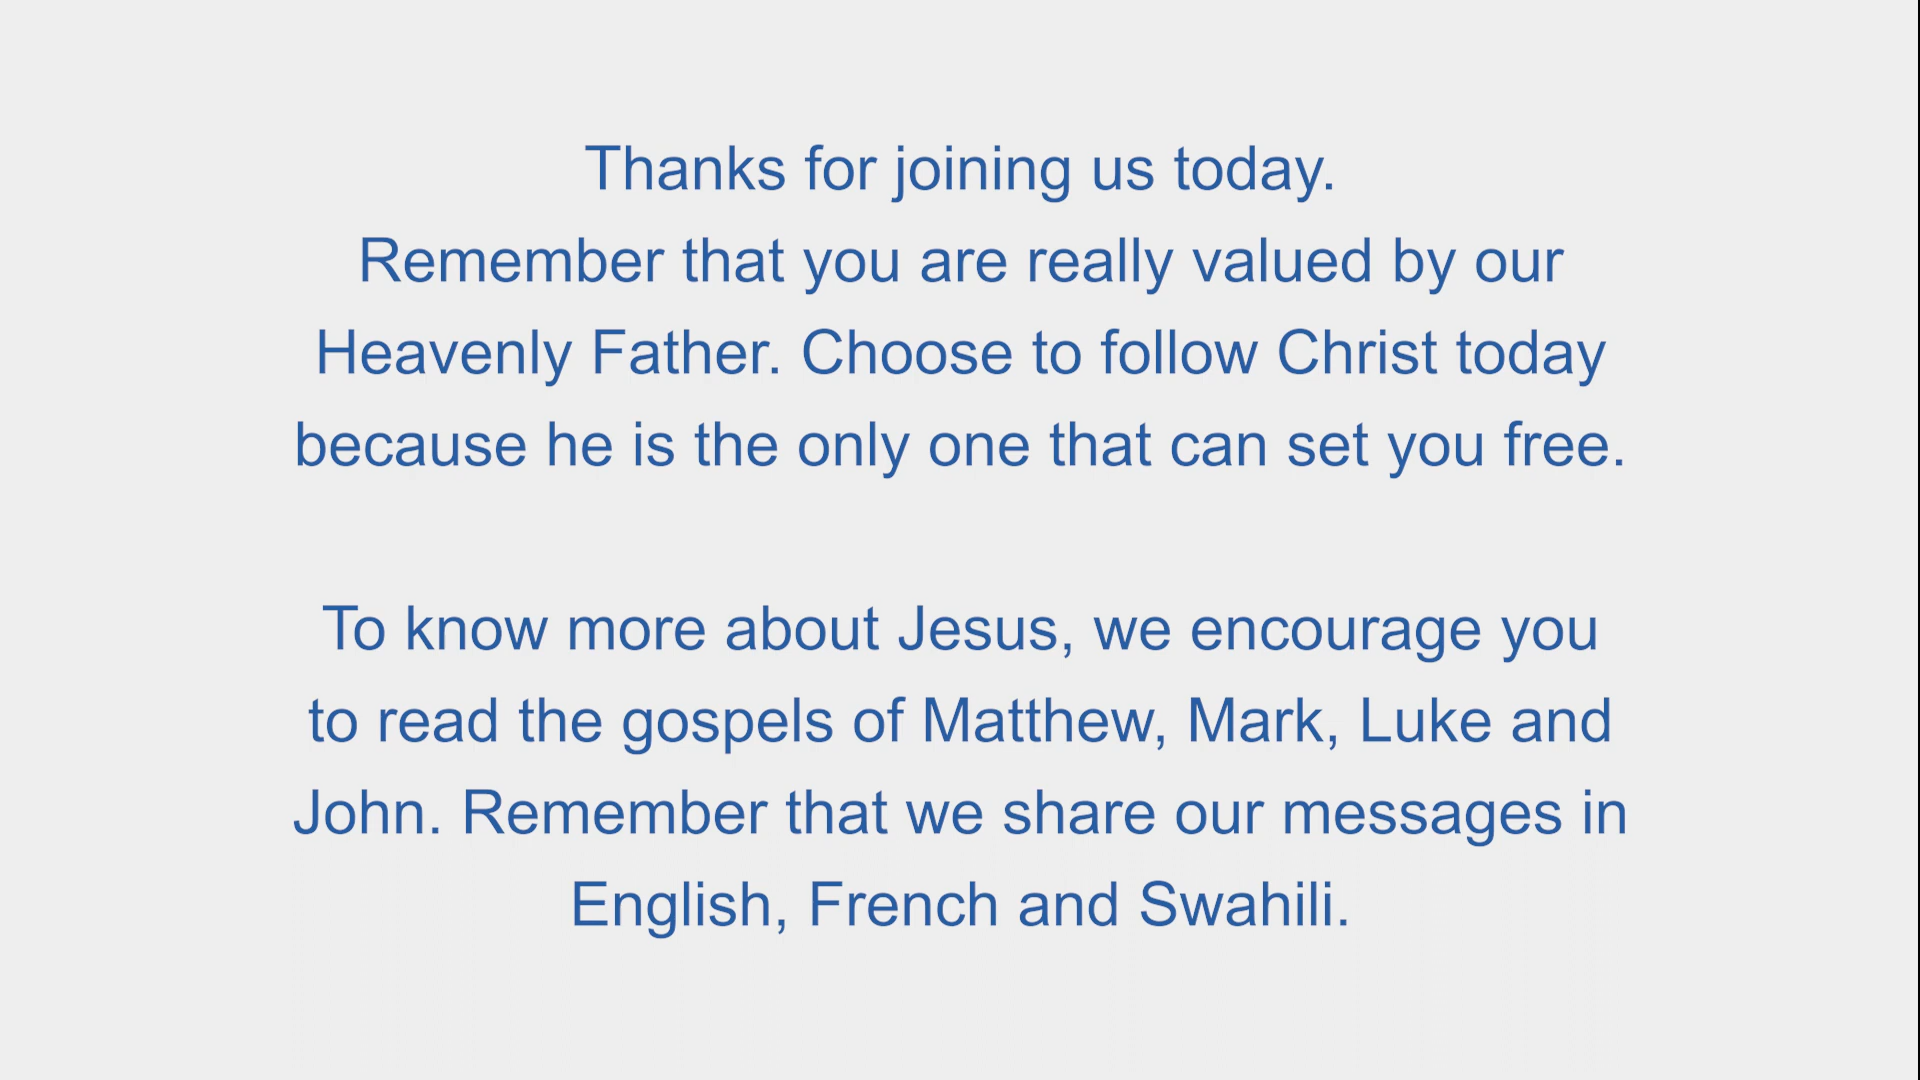 Thanks for joining us today.
Remember that you are really valued by our
Heavenly Father. Choose to follow Christ today
because he is the only one that can set you free.
To know more about Jesus, we encourage you
to read the gospels of Matthew, Mark, Luke and
John. Remember that we share our messages in
English, French and Swahili.